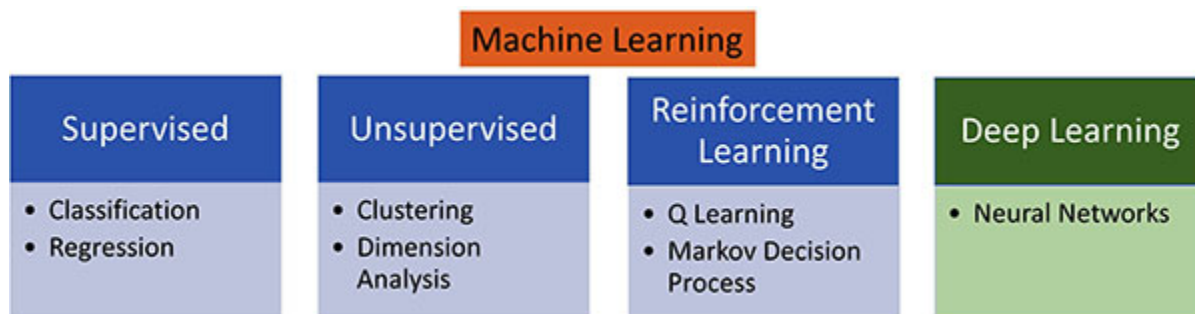 Machine Learning
Supervised
• Classification
• Regression
Unsupervised
• Clustering
• Dimension
Analysis
Reinforcement
Learning
• Q Learning
• Markov Decision
Process
Deep Learning
• Neural Networks